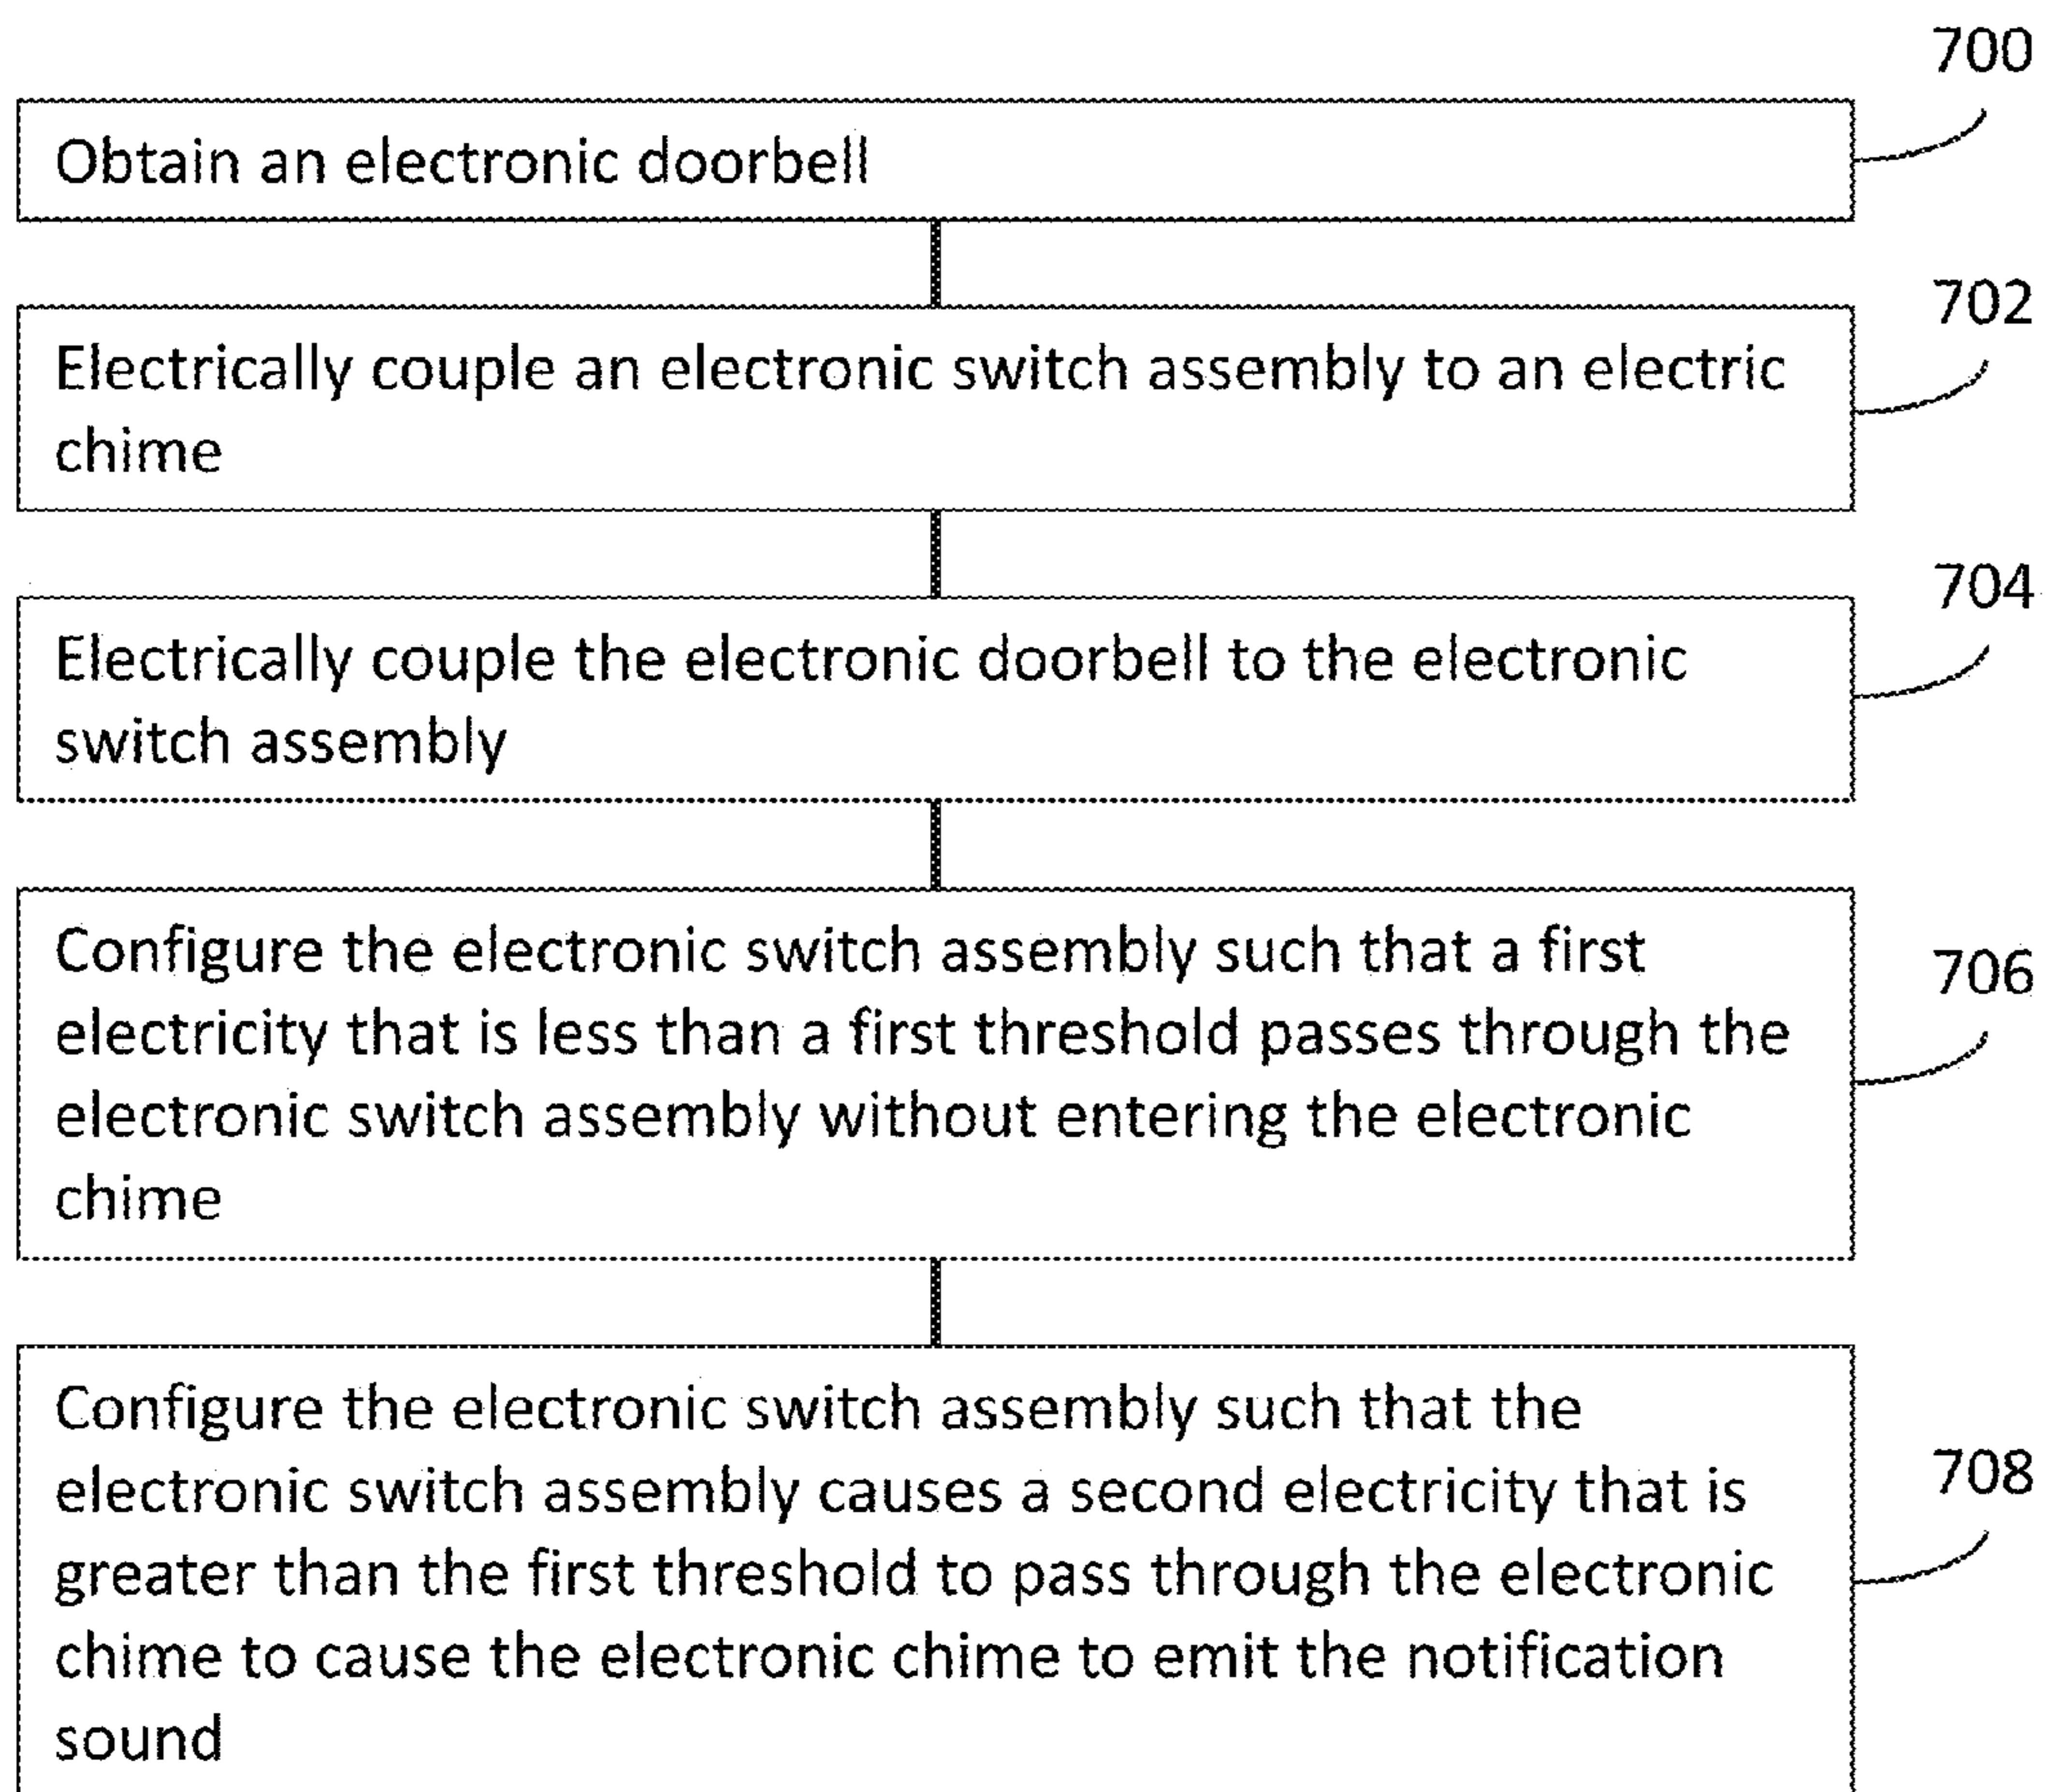 700
Obtain an electronic doorbell
702
Electrically couple an electronic switch assembly to an electric
chime
704
Electrically couple the electronic doorbell to the electronic
switch assembly
706
Configure the electronic switch assembly such that a first
electricity that is less than a first threshold passes through the
electronic switch assembly without entering the electronic
chime
708
Configure the electronic switch assembly such that the
electronic switch assembly causes a second electricity that is
greater than the first threshold to pass through the electronic
chime to cause the electronic chime to emit the notification
sound